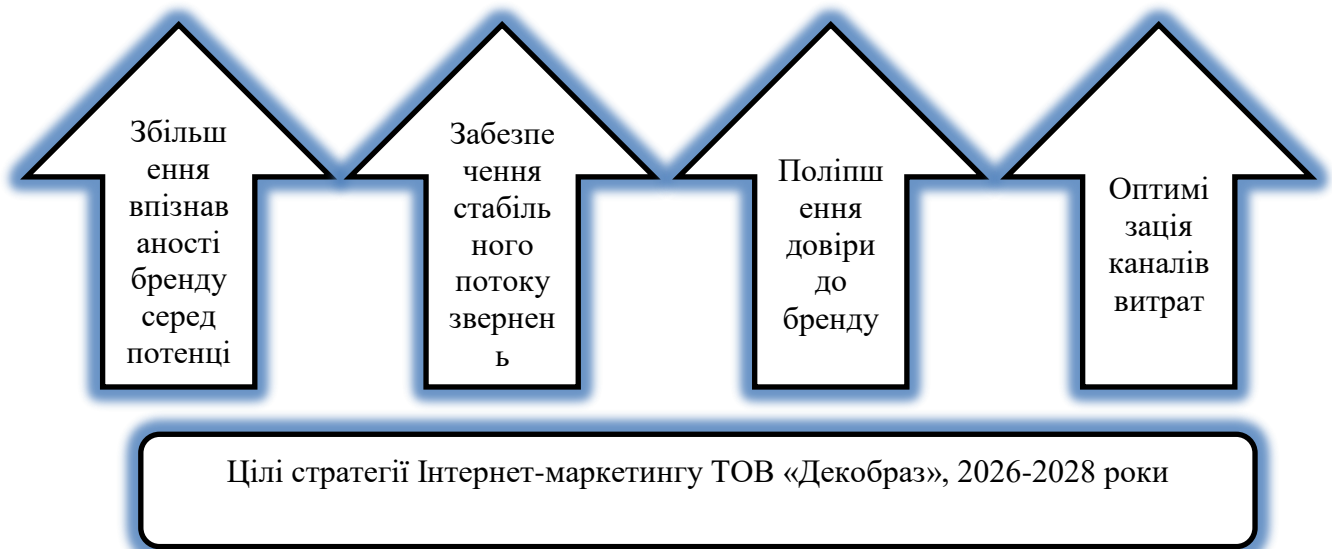 Збільш
ення
впізнав
аності
бренду
серед
потенці
Забезпе
чення
стабіль
ного
потоку
звернен
ь
Поліпш
ення
довіри
до
бренду
Оптимі
зація
каналів
витрат
Цілі стратегії Інтернет-маркетингу ТОВ «Декобраз», 2026-2028 роки